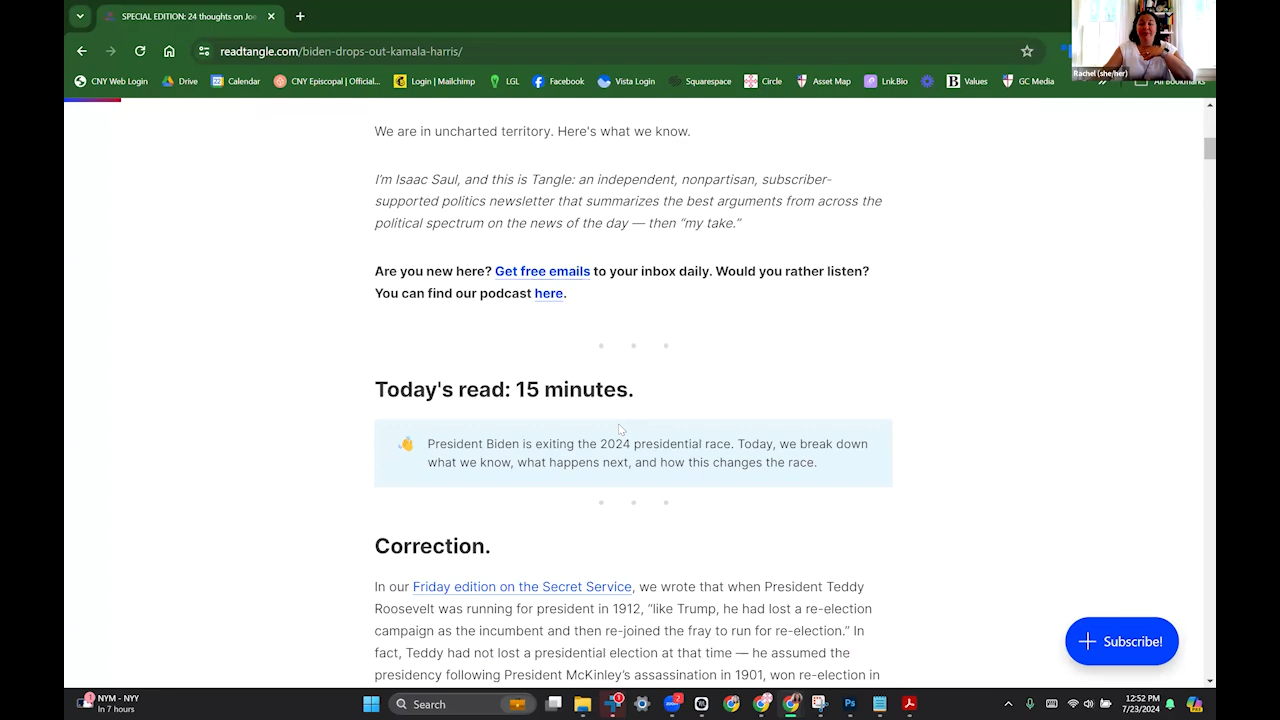 SPECIAL EDITION: 24 thoughts on Joe
readtangle.com/biden-drops-out-kamala-harris/
CNY Web Login
Drive
Calendar
CNY Episcopal | Official...
Login | Mailchimp
LGL
Facebook
Vista Login
Squarespace
Circle
Asset Map
Lnk.Bio
Values
GC Media
All Bookmarks
Rachel (she/her)
We are in uncharted territory. Here's what we know.
I'm Isaac Saul, and this is Tangle: an independent, nonpartisan, subscriber-
supported politics newsletter that summarizes the best arguments from across the
political spectrum on the news of the day — then “my take.”
Are you new here? Get free emails to your inbox daily. Would you rather listen?
You can find our podcast here.
Today's read: 15 minutes.
President Biden is exiting the 2024 presidential race. Today, we break down
what we know, what happens next, and how this changes the race.
Correction.
In our Friday edition on the Secret Service, we wrote that when President Teddy
Roosevelt was running for president in 1912, “like Trump, he had lost a re-election
campaign as the incumbent and then re-joined the fray to run for re-election.” In
fact, Teddy had not lost a presidential election at that time — he assumed the
presidency following President McKinley’s assassination in 1901, won re-election in
Subscribe!
1
NYM - NYY
In 7 hours
Search
1
2
12:52 PM
7/23/2024